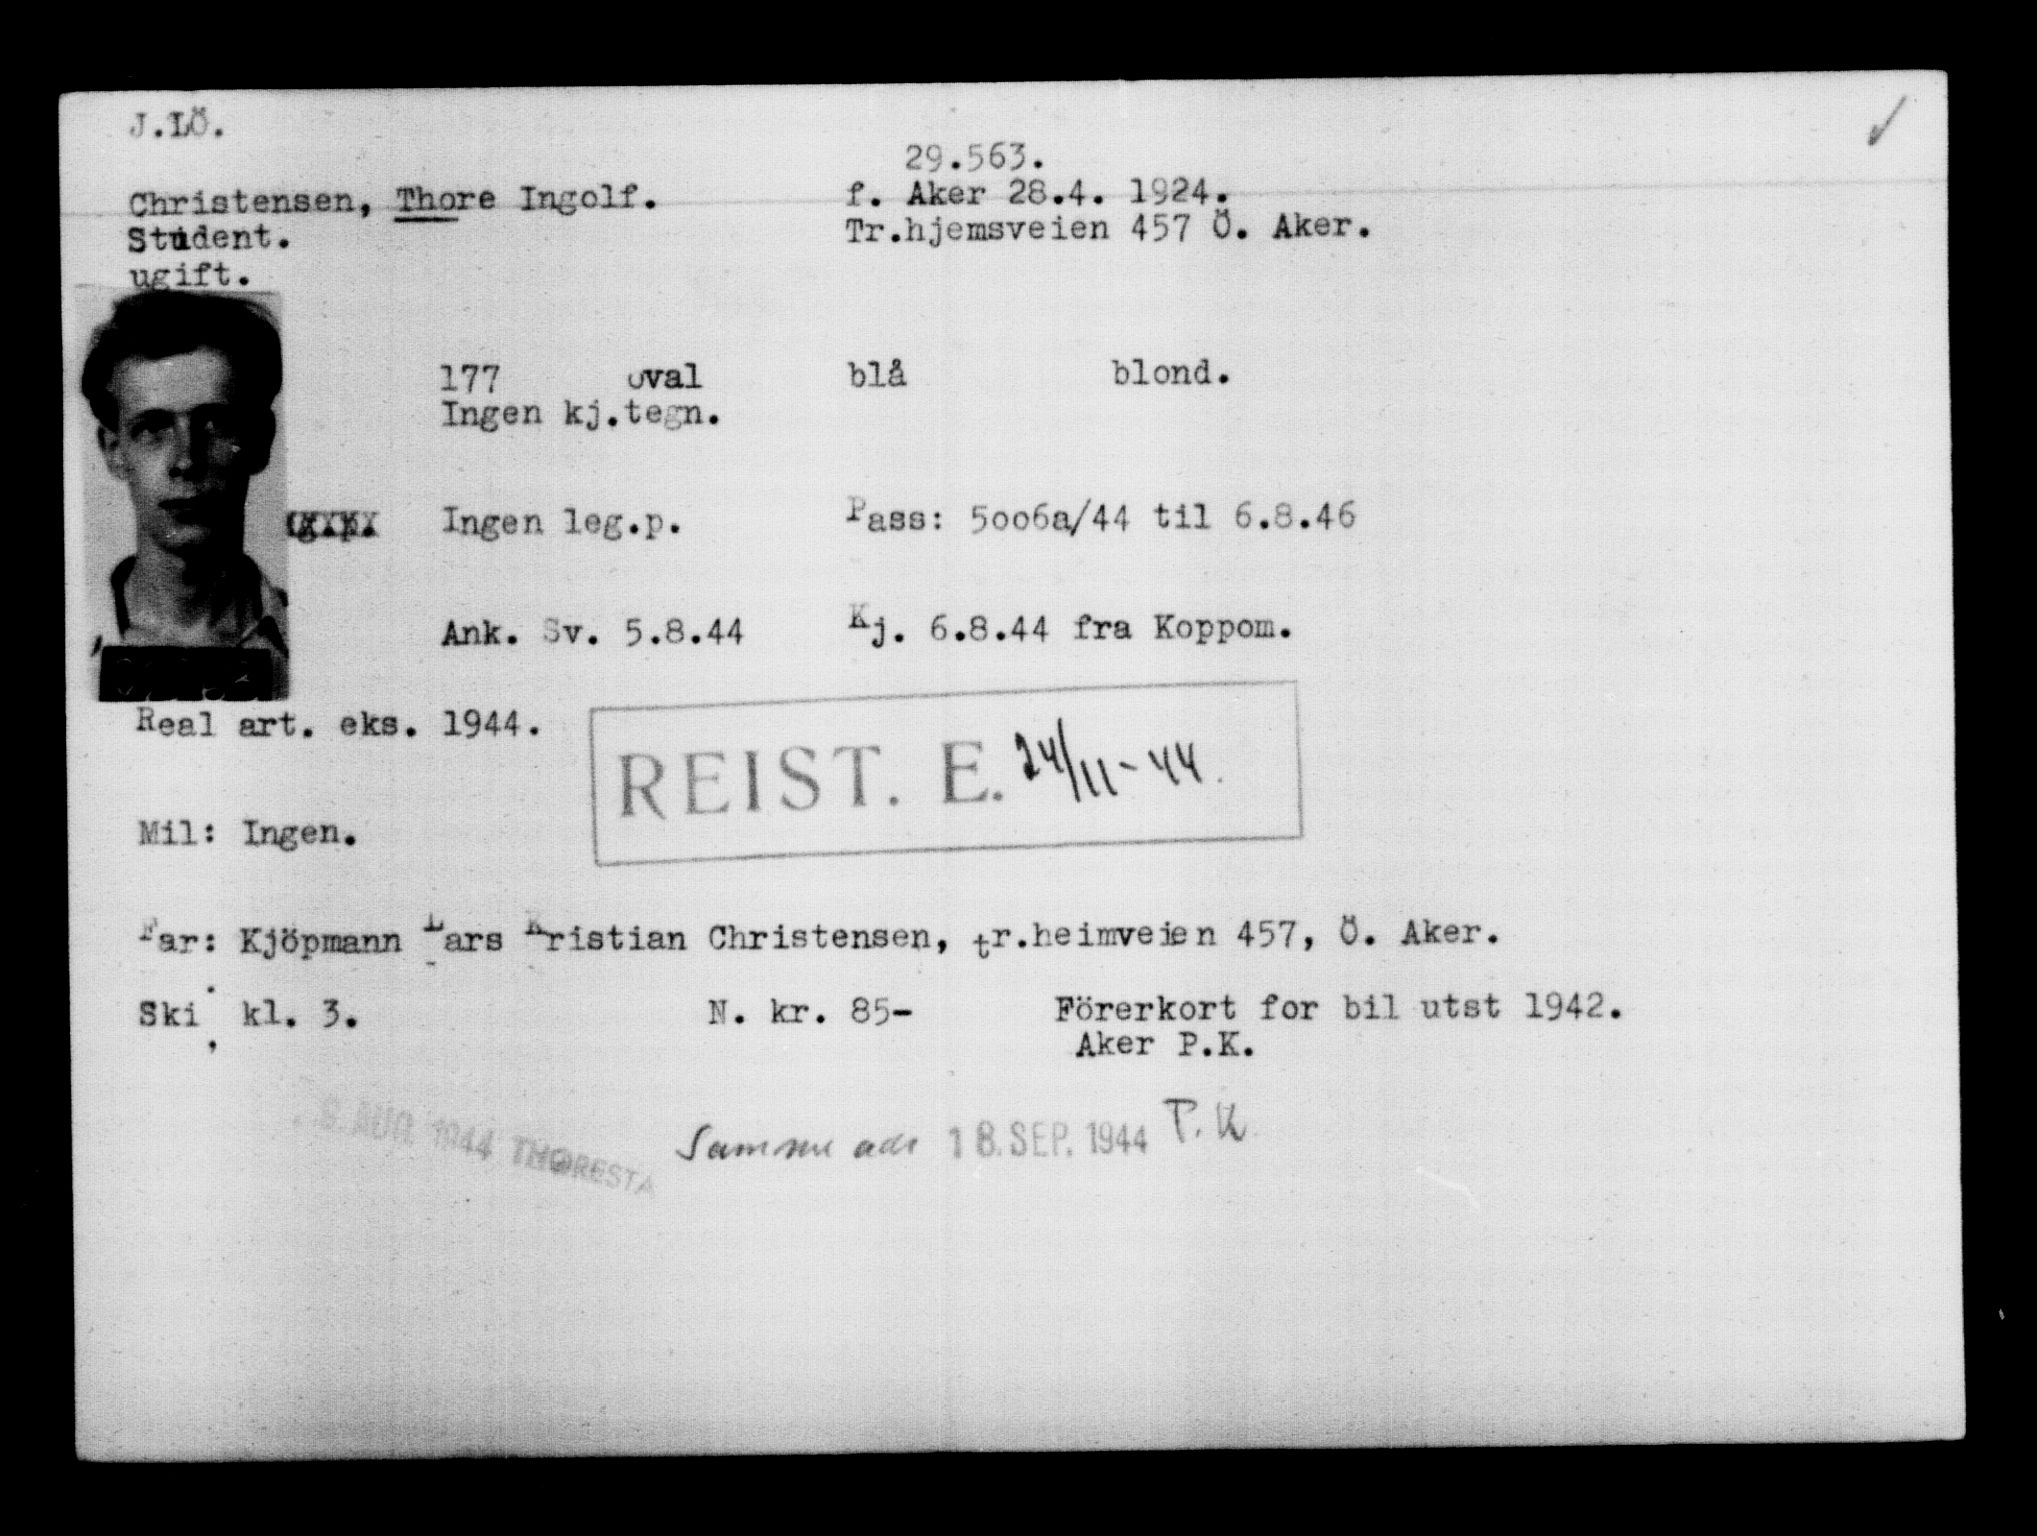 J.LÖ.
29.563.
Christensen, Thore Ingolf. f. Aker 28.4. 1924.
Student. Tr.hjemsveien 457 Ö. Aker.
ugift.
177 oval blå blond.
Ingen kj.tegn.
Ingen leg.p. Pass: 5oo6a/44 til 6.8.46
Ank. Sv. 5.8.44 Kj. 6.8.44 fra Koppom.
Real art. eks. 1944.
REIST. E. 24/11-44.
Mil: Ingen.
Far: Kjöpmann Lars Kristian Christensen, tr.heimveien 457, Ö. Aker.
Ski kl. 3. N. kr. 85- Förerkort for bil utst 1942.
Aker P.K.
AUG. 1944 THORESTA
Samme adr 18. SEP. 1944 T.K